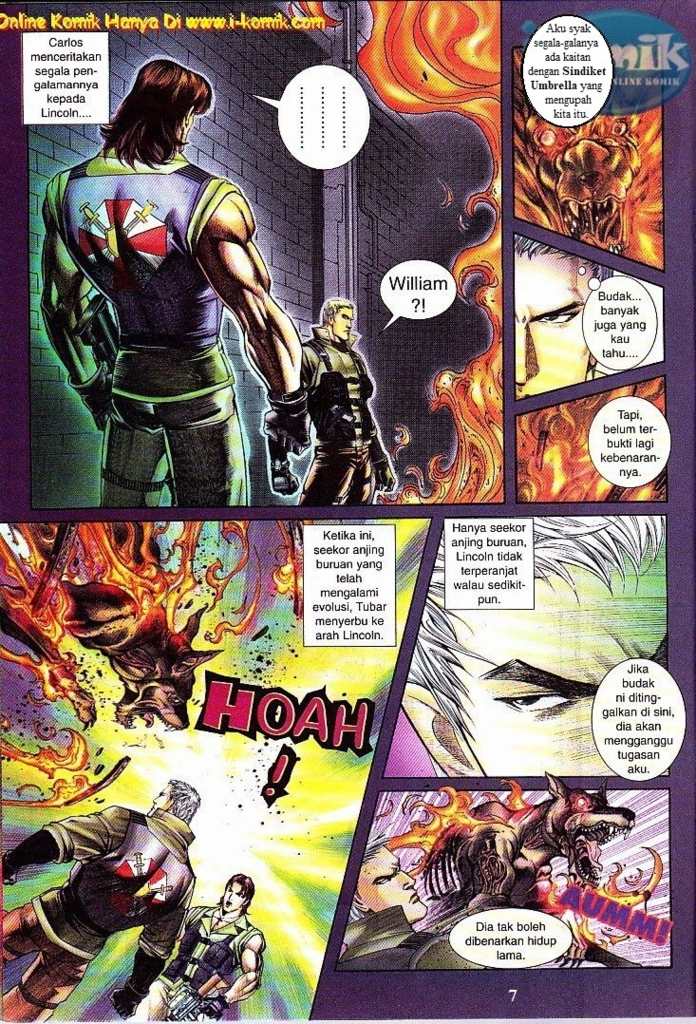 Online Komik Hanya Di www.i-komik.com
Carlos
menceritakan
segala pen-
galamannya
kepada
Lincoln....
William
?!
Aku syak
segala-galanya
ada kaitan
dengan Sindiket
Umbrella yang
mengupah
kita itu.
mik
ONLINE KOMIK
Budak...
banyak
juga yang
kau
tahu....
Tapi,
belum ter-
bukti lagi
kebenaran-
nya.
Ketika ini,
seekor anjing
buruan yang
telah
mengalami
evolusi, Tubar
menyerbu ke
arah Lincoln.
HOAH
!
Hanya seekor
anjing buruan,
Lincoln tidak
terperanjat
walau sedikit-
pun.
Jika
budak
ni diting-
galkan di sini,
dia akan
mengganggu
tugasan
aku.
AUMM!
Dia tak boleh
dibenarkan hidup
lama.
7